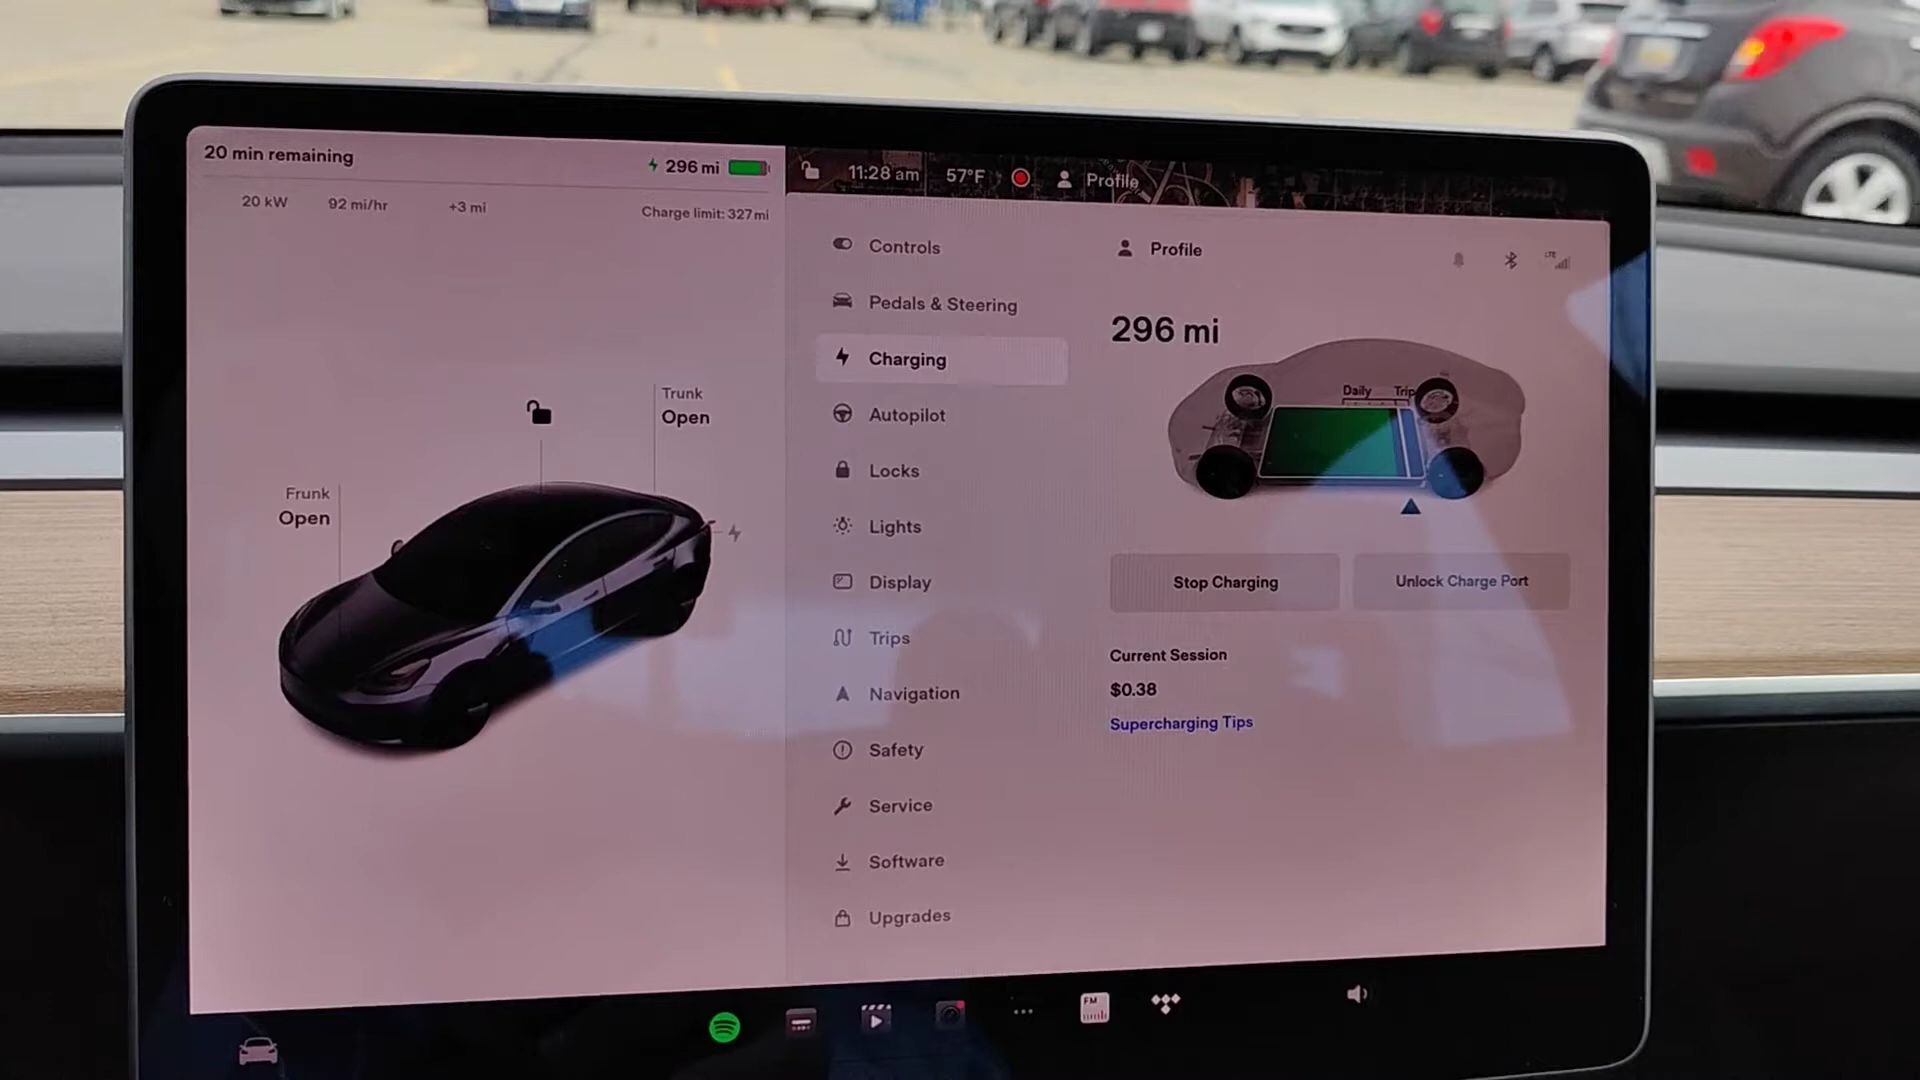 20 min remaining
296 mi
20 kW
92 mi/hr
+3 mi
Charge limit: 327 mi
Trunk
Open
Frunk
Open
11:28 am
57°F
Profile
Controls
Pedals & Steering
Charging
Autopilot
Locks
Lights
Display
Trips
Navigation
Safety
Service
Software
Upgrades
Profile
LTE
296 mi
Daily
Trip
Stop Charging
Unlock Charge Port
Current Session
$0.38
Supercharging Tips
FM